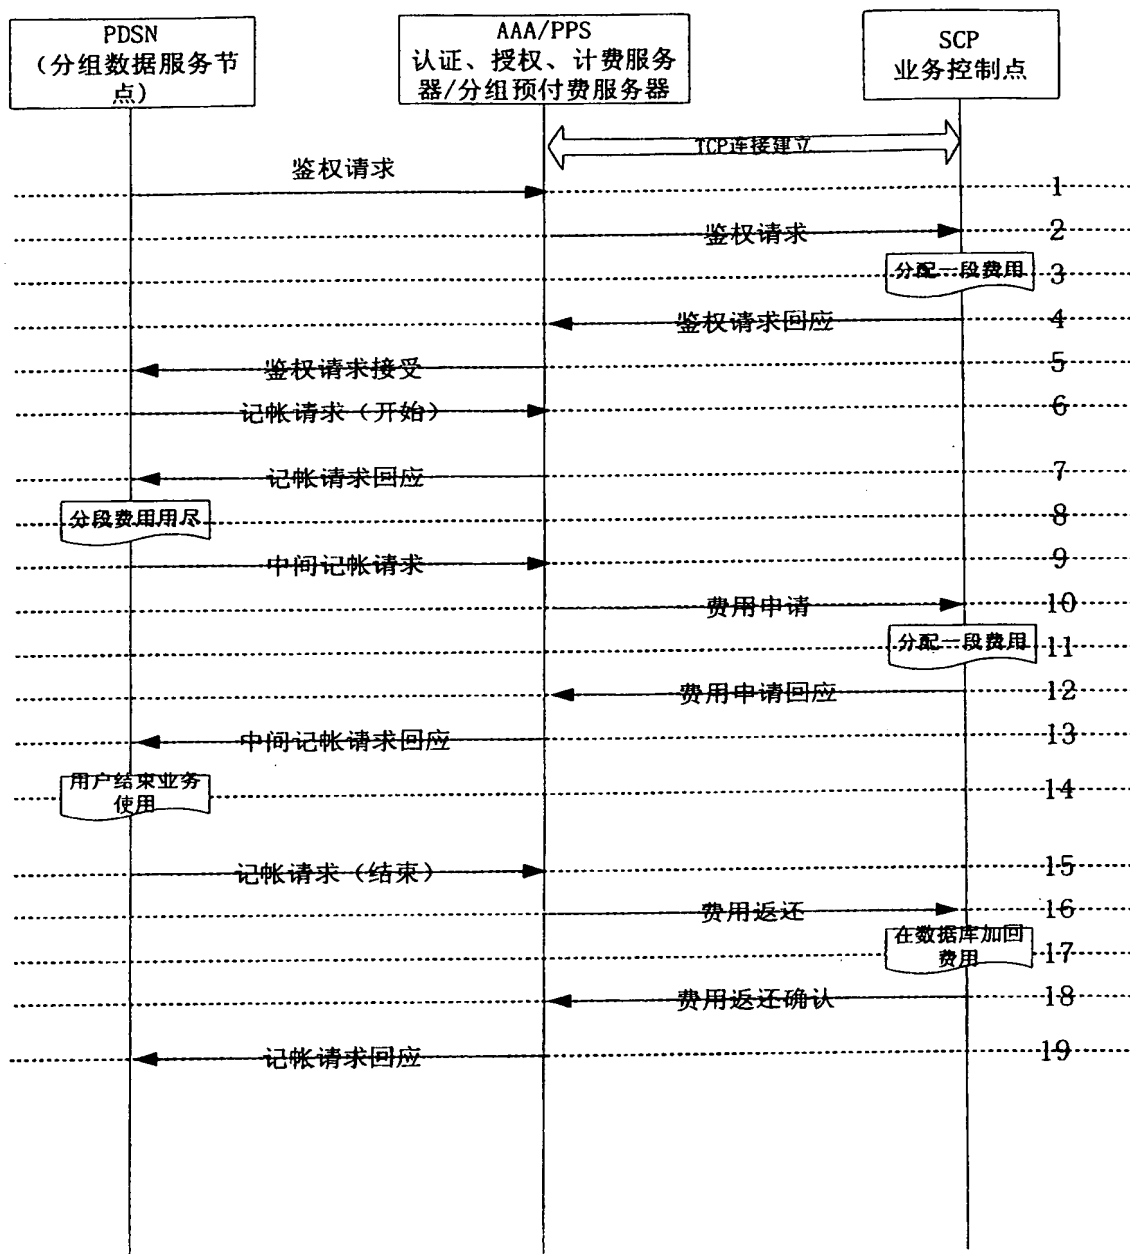 PDSN
（分组数据服务节
点）
AAA/PPS
认证、授权、计费服务
器/分组预付费服务器
SCP
业务控制点
TCP连接建立
鉴权请求
1
鉴权请求
2
分配一段费用
3
鉴权请求回应
4
鉴权请求接受
5
记帐请求（开始）
6
记帐请求回应
7
分段费用用尽
8
中间记帐请求
9
费用申请
10
分配一段费用
11
费用申请回应
12
中间记帐请求回应
13
用户结束业务
使用
14
记帐请求（结束）
15
费用返还
16
在数据库加回
费用
17
费用返还确认
18
记帐请求回应
19